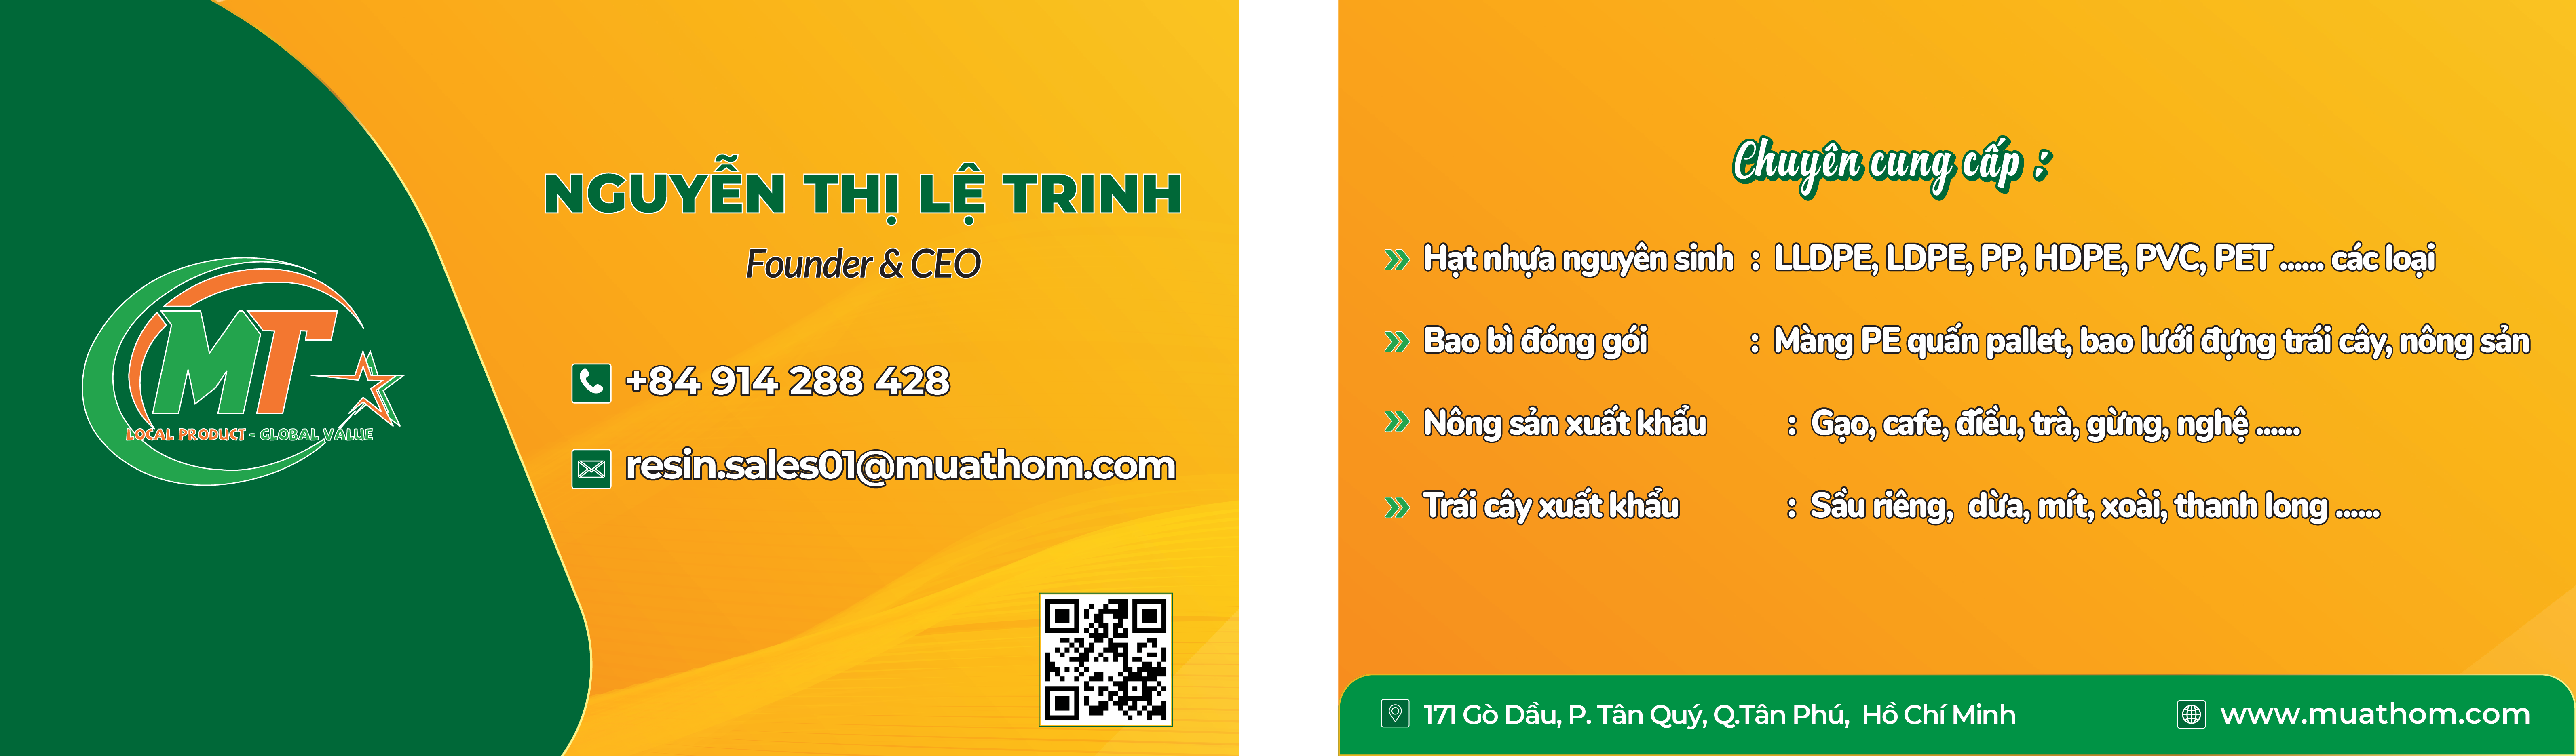 MT
LOCAL PRODUCT - GLOBAL VALUE
NGUYỄN THỊ LỆ TRINH
Founder & CEO
+84 914 288 428
resin.sales01@muathom.com
Chuyên cung cấp :
Hạt nhựa nguyên sinh : LLDPE, LDPE, PP, HDPE, PVC, PET ...... các loại
Bao bì đóng gói : Màng PE quấn pallet, bao lưới đựng trái cây, nông sản
Nông sản xuất khẩu : Gạo, cafe, điều, trà, gừng, nghệ ......
Trái cây xuất khẩu : Sầu riêng, dừa, mít, xoài, thanh long ......
171 Gò Dầu, P. Tân Quý, Q.Tân Phú, Hồ Chí Minh
www.muathom.com